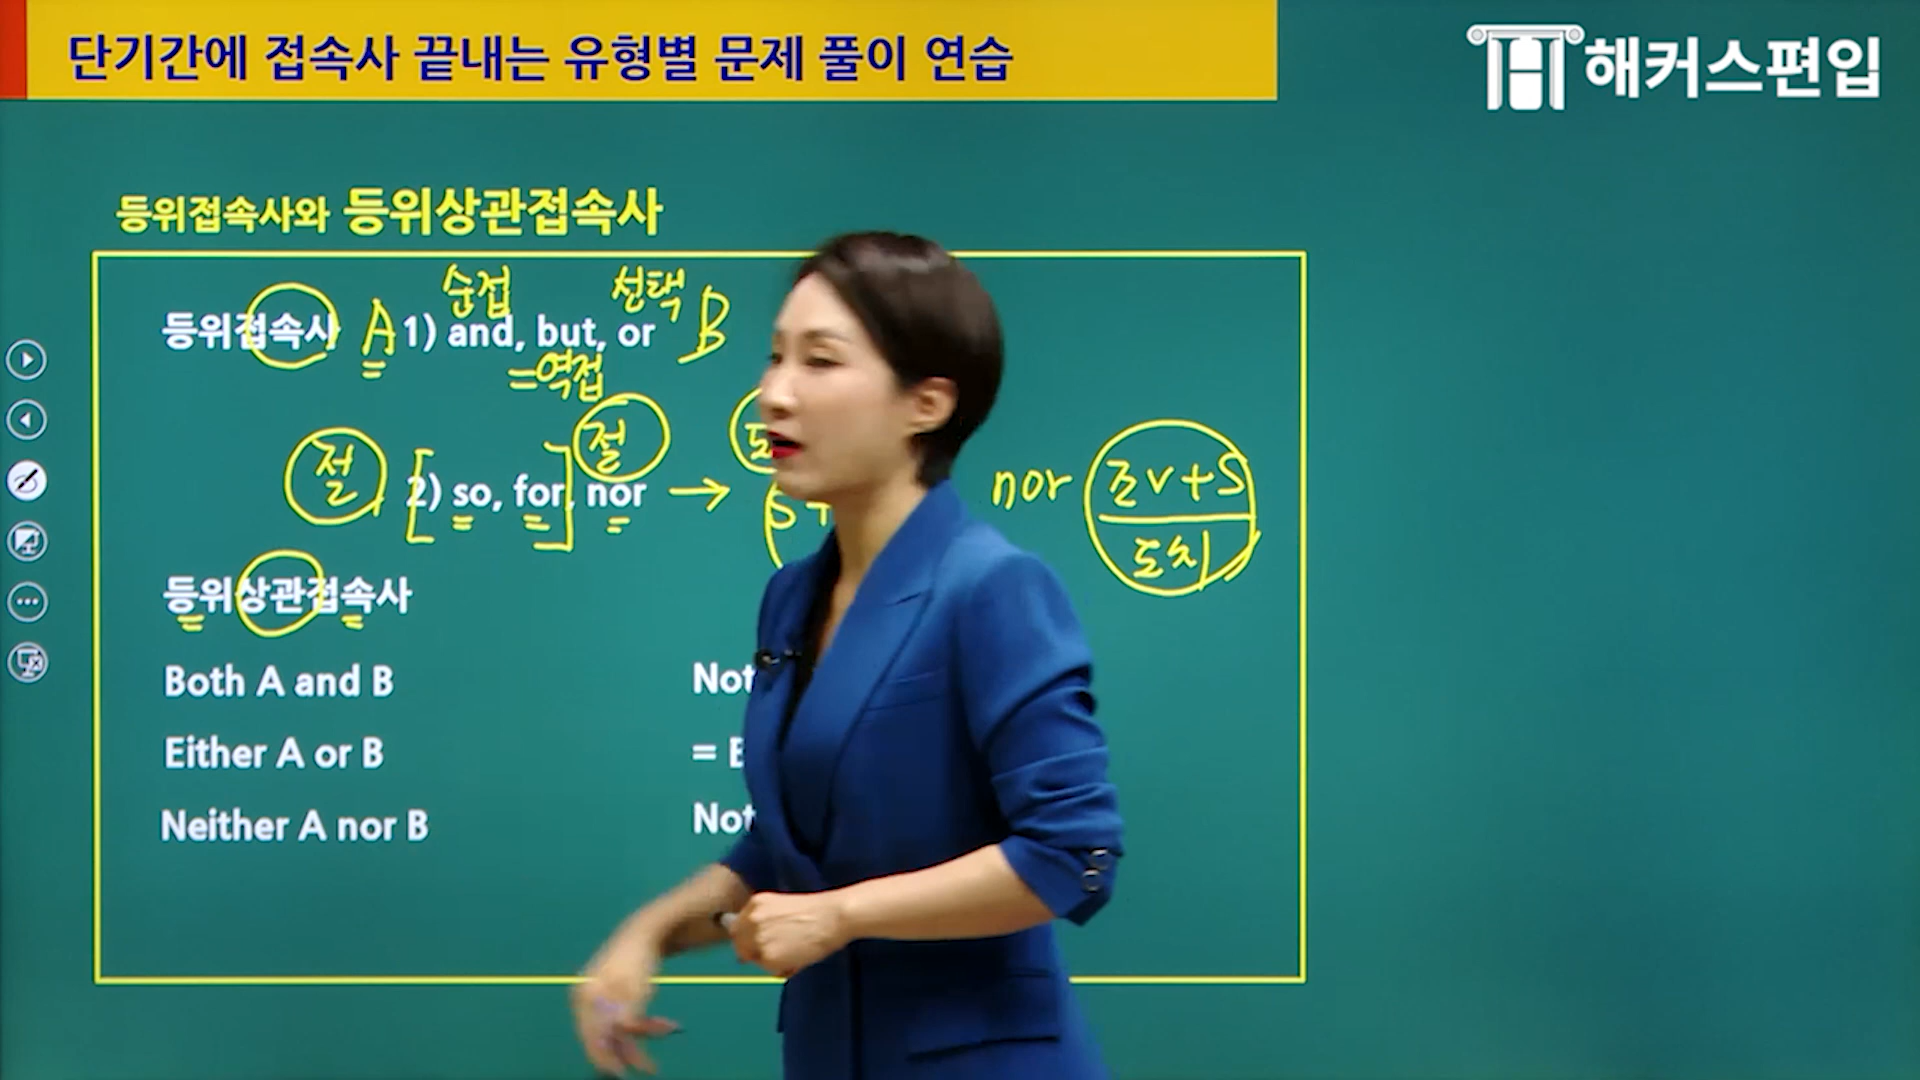 단기간에 접속사 끝내는 유형별 문제 풀이 연습
해커스편입
등위접속사와 등위상관접속사
순접 선택
등위접속사 A 1) and, but, or B
=역접
절 [2) so, for,] nor 절 → nor 조V+S
도치
등위상관접속사
Both A and B Not
Either A or B =
Neither A nor B Not